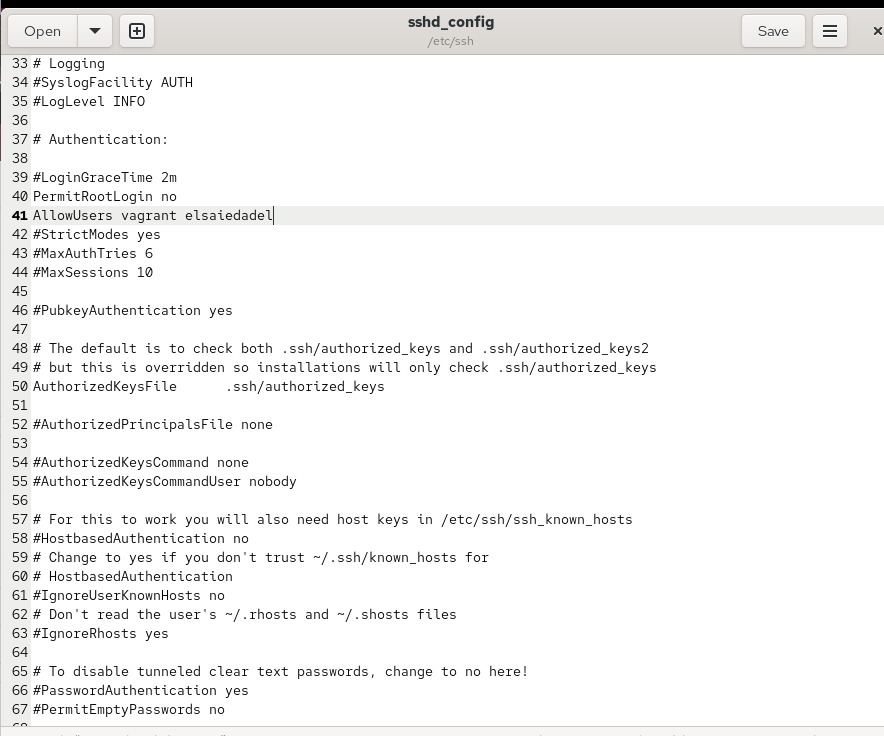 Open
sshd_config
/etc/ssh
Save
33 # Logging
34 #SyslogFacility AUTH
35 #LogLevel INFO
36
37 # Authentication:
38
39 #LoginGraceTime 2m
40 PermitRootLogin no
41 AllowUsers vagrant elsaiedadel
42 #StrictModes yes
43 #MaxAuthTries 6
44 #MaxSessions 10
45
46 #PubkeyAuthentication yes
47
48 # The default is to check both .ssh/authorized_keys and .ssh/authorized_keys2
49 # but this is overridden so installations will only check .ssh/authorized_keys
50 AuthorizedKeysFile      .ssh/authorized_keys
51
52 #AuthorizedPrincipalsFile none
53
54 #AuthorizedKeysCommand none
55 #AuthorizedKeysCommandUser nobody
56
57 # For this to work you will also need host keys in /etc/ssh/ssh_known_hosts
58 #HostbasedAuthentication no
59 # Change to yes if you don't trust ~/.ssh/known_hosts for
60 # HostbasedAuthentication
61 #IgnoreUserKnownHosts no
62 # Don't read the user's ~/.rhosts and ~/.shosts files
63 #IgnoreRhosts yes
64
65 # To disable tunneled clear text passwords, change to no here!
66 #PasswordAuthentication yes
67 #PermitEmptyPasswords no